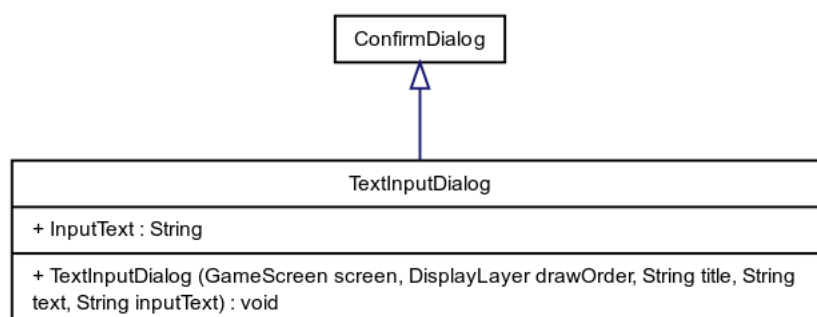 ConfirmDialog
TextInputDialog
+ InputText : String
+ TextInputDialog (GameScreen screen, DisplayLayer drawOrder, String title, String
text, String inputText) : void